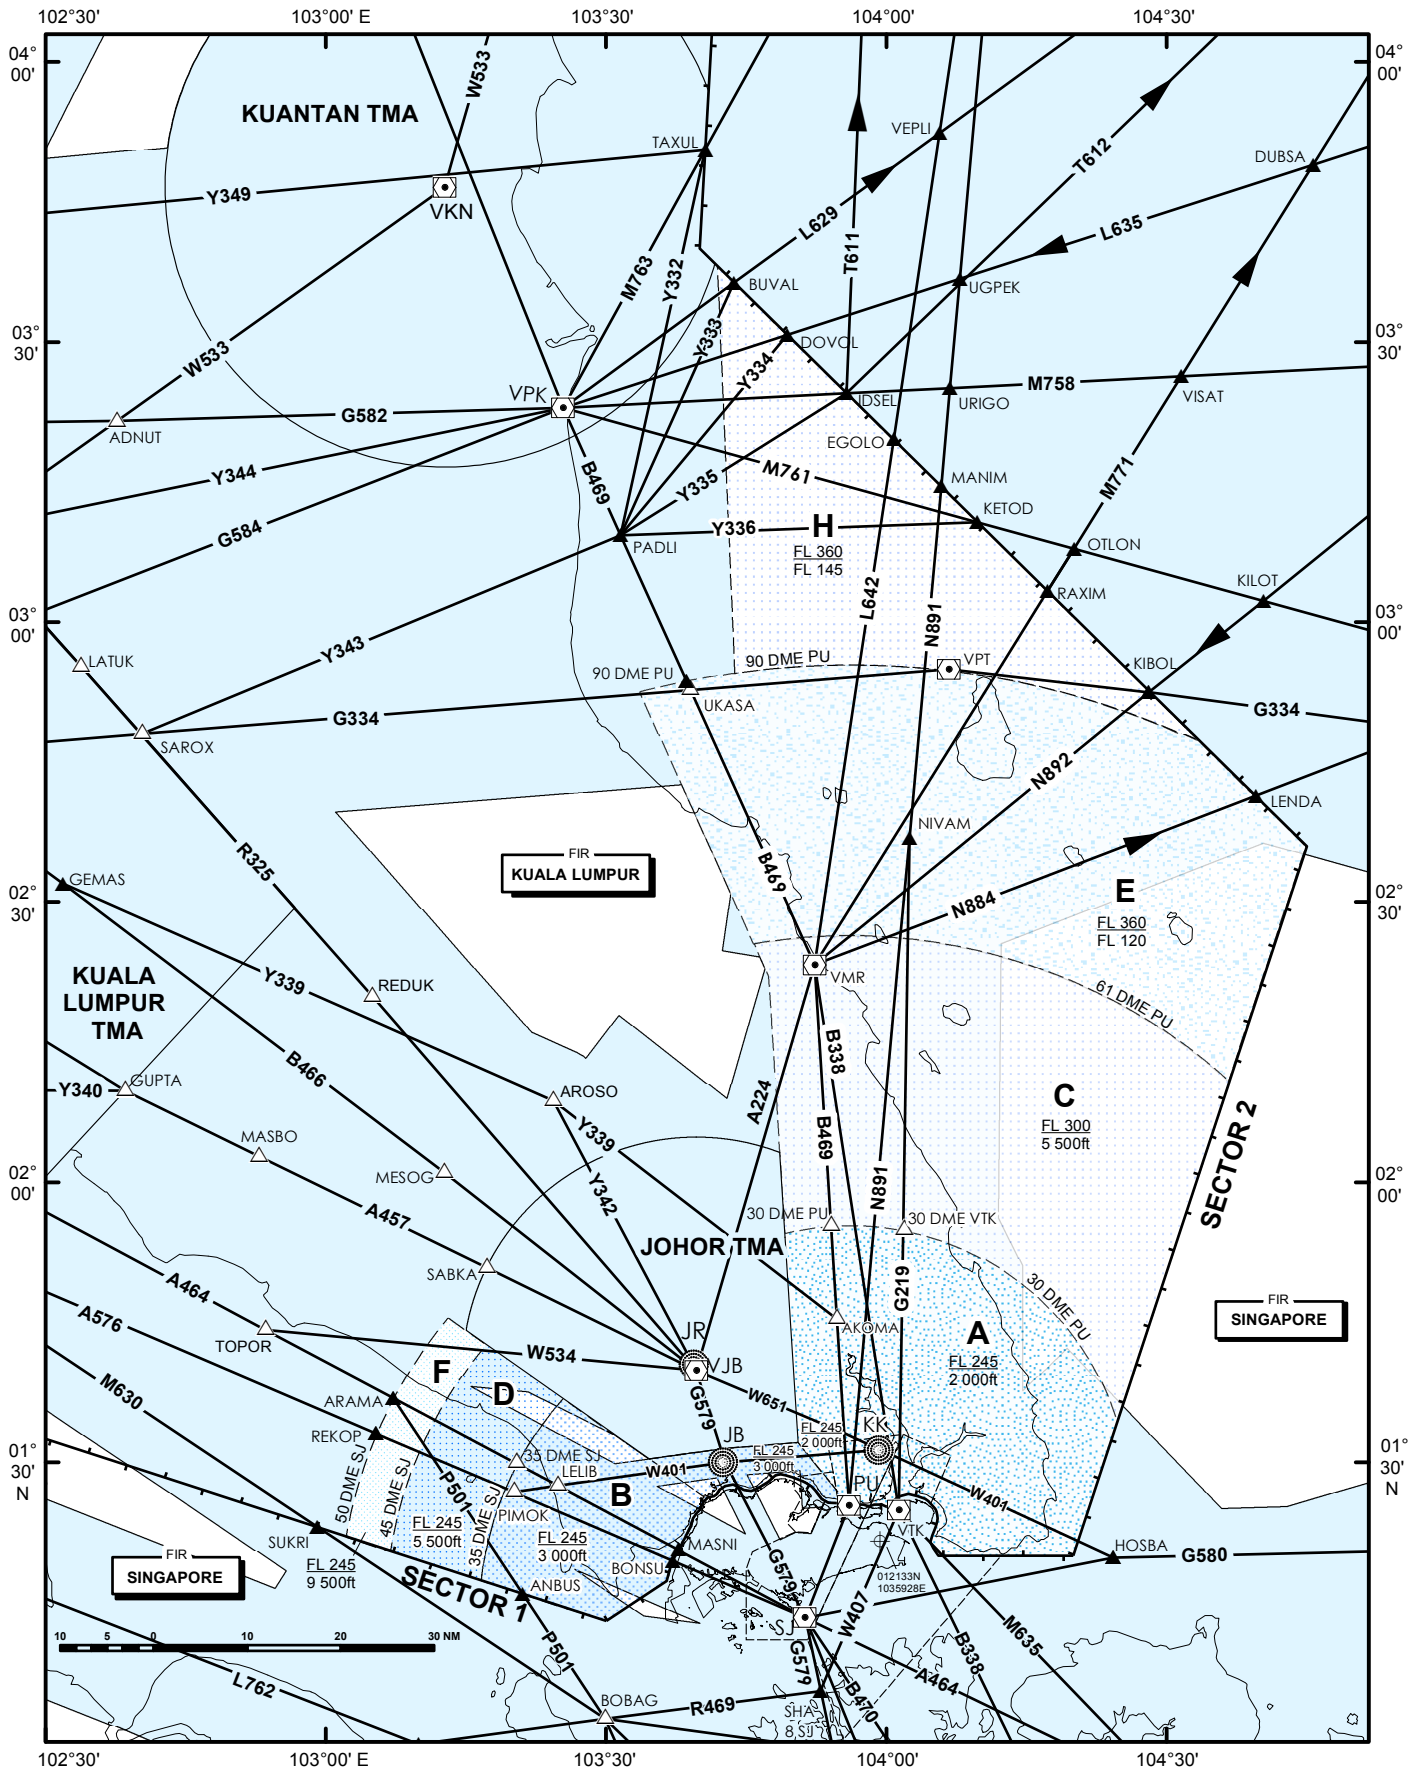 102°30'
103°00' E
103°30'
104°00'
104°30'
04°
00'
04°
00'
W533
KUANTAN TMA
TAXUL
VEPLI
T612
DUBSA
Y349
VKN
L629
T611
L635
M763
Y332
BUVAL
UGPEK
03°
30'
03°
30'
W533
Y333
DOVOL
Y334
VPK
M758
G582
IDSEL
URIGO
VISAT
ADNUT
EGOLO
Y344
B469
Y335
M761
MANIM
M771
KETOD
G584
Y336
H
FL 360
FL 145
PADLI
OTLON
KILOT
L642
N891
RAXIM
03°
00'
03°
00'
Y343
LATUK
90 DME PU
90 DME PU
VPT
KIBOL
UKASA
G334
G334
SAROX
N892
LENDA
NIVAM
R325
FIR
KUALA LUMPUR
B469
GEMAS
E
FL 360
FL 120
N884
02°
30'
02°
30'
KUALA
LUMPUR
TMA
Y339
REDUK
VMR
61 DME PU
B338
B466
Y340
GUPTA
AROSO
A224
C
FL 300
5 500ft
MASBO
Y339
B469
SECTOR 2
MESOG
02°
00'
02°
00'
Y342
N891
A457
30 DME PU
30 DME VTK
JOHOR TMA
SABKA
A464
G219
30 DME PU
A576
FIR
SINGAPORE
AKOMA
JR
A
FL 245
2 000ft
TOPOR
W534
VJB
M630
F
D
G579
W651
ARAMA
REKOP
JB
KK
FL 245
2 000ft
FL 245
3 000ft
01°
30'
N
01°
30'
N
35 DME SJ
LELIB
W401
50 DME SJ
45 DME SJ
P501
35 DME SJ
B
PIMOK
PU
W401
VTK
SUKRI
FL 245
5 500ft
FL 245
3 000ft
MASNI
BONSU
HOSBA
G580
FIR
SINGAPORE
FL 245
9 500ft
SECTOR 1
ANBUS
G579
012133N
1035928E
W407
SJ
10 5 0 10 20 30 NM
P501
G579
B338
M635
L762
BOBAG
R469
B470
A464
SHA
8 SJ
102°30'
103°00'
103°30'
104°00'
104°30'